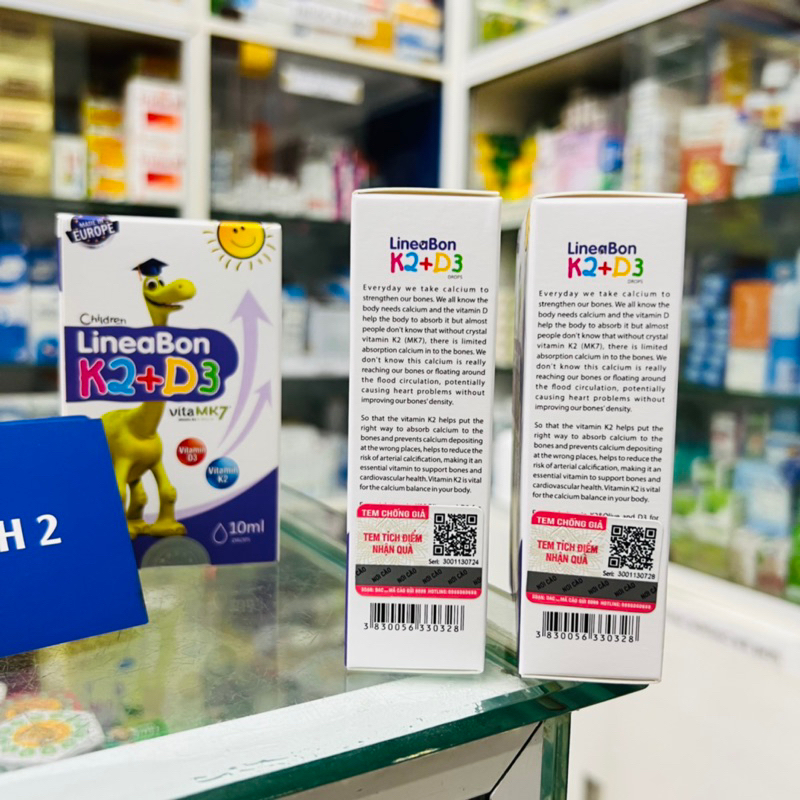 MADE IN
EUROPE
Children
LineaBon
K2+D3
vitaMK7
Vitamin
D3
Vitamin
K2
10ml
DROPS
H 2
LineaBon
K2+D3
DROPS
Everyday we take calcium to
strengthen our bones. We all know the
body needs calcium and the vitamin D
help the body to absorb it but almost
people don't know that without crystal
vitamin K2 (MK7), there is limited
absorption calcium in to the bones. We
don't know this calcium is really
reaching our bones or floating around
the flood circulation, potentially
causing heart problems without
improving our bones' density.
So that the vitamin K2 helps put the
right way to absorb calcium to the
bones and prevents calcium depositing
at the wrong places, helps to reduce the
risk of arterial calcification, making it an
essential vitamin to support bones and
cardiovascular health. Vitamin K2 is vital
for the calcium balance in your body.
TEM CHỐNG GIẢ
TEM TÍCH ĐIỂM
NHẬN QUÀ
Seri: 3001130724
NƠ CÀO
3 830056 330328
LineaBon
K2+D3
DROPS
Everyday we take calcium to
strengthen our bones. We all know the
body needs calcium and the vitamin D
help the body to absorb it but almost
people don't know that without crystal
vitamin K2 (MK7), there is limited
absorption calcium in to the bones. We
don't know this calcium is really
reaching our bones or floating around
the flood circulation, potentially
causing heart problems without
improving our bones' density.
So that the vitamin K2 helps put the
right way to absorb calcium to the
bones and prevents calcium depositing
at the wrong places, helps to reduce the
risk of arterial calcification, making it an
essential vitamin to support bones and
cardiovascular health. Vitamin K2 is vital
for the calcium balance in your body.
TEM CHỐNG GIẢ
TEM TÍCH ĐIỂM
NHẬN QUÀ
Seri: 3001130728
NƠ CÀO
3 830056 330328